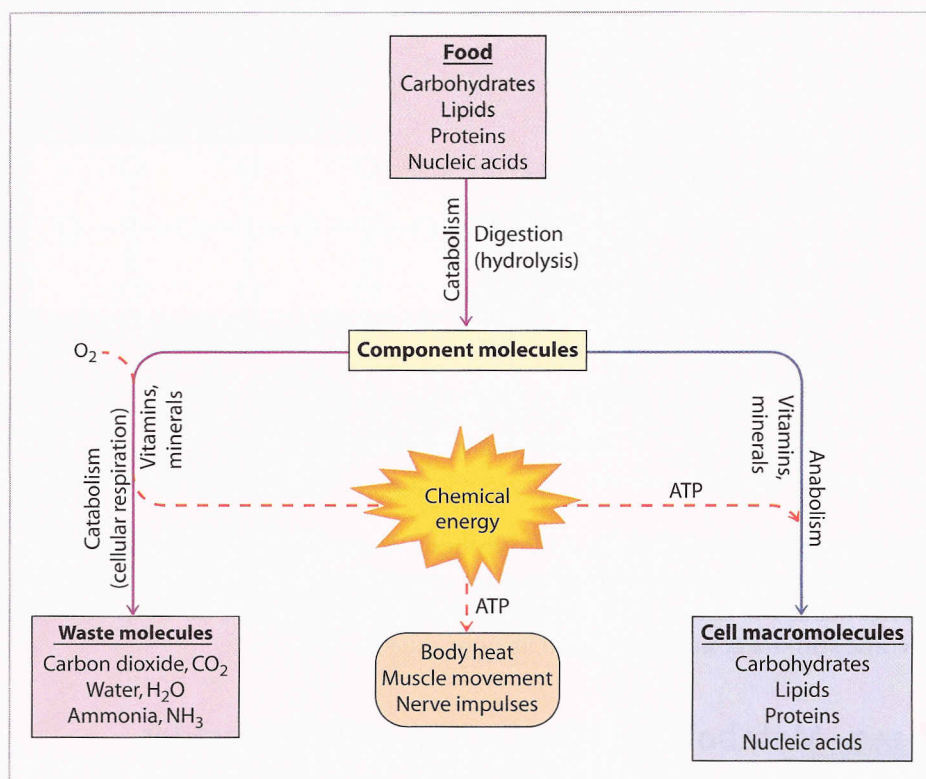 Food
Carbohydrates
Lipids
Proteins
Nucleic acids
Catabolism
Digestion
(hydrolysis)
Component molecules
O₂
Vitamins,
minerals
Catabolism
(cellular respiration)
Chemical
energy
ATP
Vitamins,
minerals
Anabolism
ATP
Waste molecules
Carbon dioxide, CO₂
Water, H₂O
Ammonia, NH₃
Body heat
Muscle movement
Nerve impulses
Cell macromolecules
Carbohydrates
Lipids
Proteins
Nucleic acids